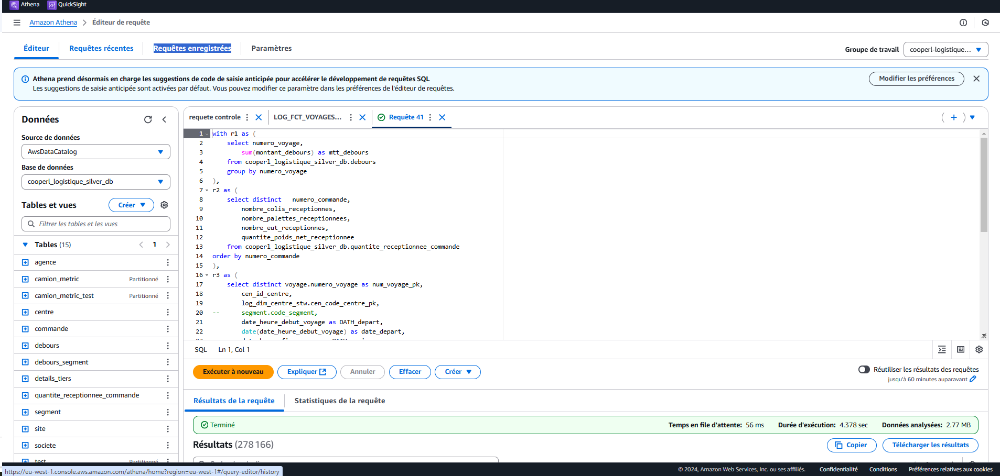 Athena QuickSight
Amazon Athena > Éditeur de requête
Éditeur Requêtes récentes Requêtes enregistrées Paramètres
Groupe de travail cooperl-logistique...
Athena prend désormais en charge les suggestions de code de saisie anticipée pour accélérer le développement de requêtes SQL
Les suggestions de saisie anticipée sont activées par défaut. Vous pouvez modifier ce paramètre dans les préférences de l'éditeur de requêtes.
Modifier les préférences
Données
Source de données
AwsDataCatalog
Base de données
cooperl_logistique_silver_db
Tables et vues Créer
Filtrer les tables et les vues
Tables (15) < 1 >
agence
camion_metric Partitionné
camion_metric_test Partitionné
centre
commande
debours
debours_segment
details_tiers
quantite_receptionnee_commande
segment
site
societe
test Partitionné
requete controle LOG_FCT_VOYAGES... Requête 41
1 with r1 as (
2 select numero_voyage,
3 sum(montant_debours) as mtt_debours
4 from cooperl_logistique_silver_db.debours
5 group by numero_voyage
6 ),
7 r2 as (
8 select distinct numero_commande,
9 nombre_colis_receptionnes,
10 nombre_palettes_receptionnees,
11 nombre_eut_receptionnes,
12 quantite_poids_net_receptionnee
13 from cooperl_logistique_silver_db.quantite_receptionnee_commande
14 order by numero_commande
15 ),
16 r3 as (
17 select distinct voyage.numero_voyage as num_voyage_pk,
18 cen_id_centre,
19 log_dim_centre_stw.cen_code_centre_pk,
20 -- segment.code_segment,
21 date_heure_debut_voyage as DATH_depart,
22 date(date_heure_debut_voyage) as date_depart,
SQL Ln 1, Col 1
Exécuter à nouveau Expliquer Annuler Effacer Créer
Réutiliser les résultats des requêtes
jusqu'à 60 minutes auparavant
Résultats de la requête Statistiques de la requête
Terminé Temps en file d'attente: 56 ms Durée d'exécution: 4.378 sec Données analysées: 2.77 MB
Résultats (278 166) Copier Télécharger les résultats
https://eu-west-1.console.aws.amazon.com/athena/home?region=eu-west-1#/query-editor/history
© 2024, Amazon Web Services, Inc. ou ses affiliés. Confidentialité Conditions Préférences relatives aux cookies